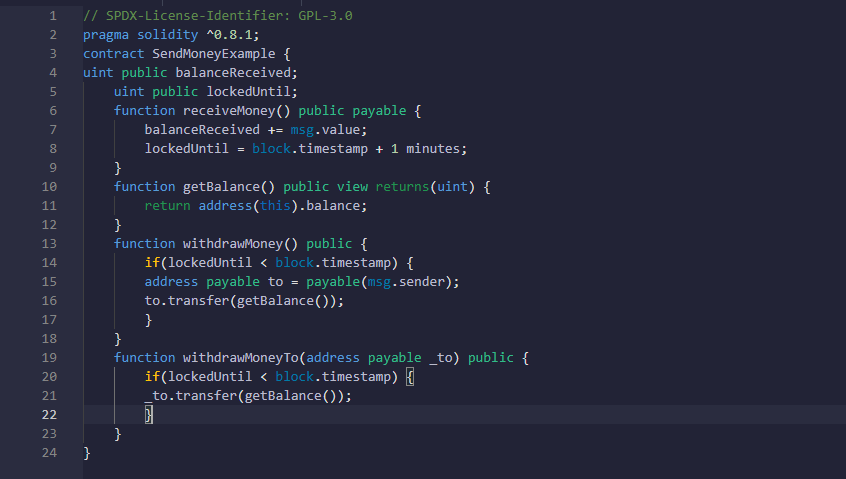 1 // SPDX-License-Identifier: GPL-3.0
2 pragma solidity ^0.8.1;
3 contract SendMoneyExample {
4 uint public balanceReceived;
5 uint public lockedUntil;
6 function receiveMoney() public payable {
7 balanceReceived += msg.value;
8 lockedUntil = block.timestamp + 1 minutes;
9 }
10 function getBalance() public view returns(uint) {
11 return address(this).balance;
12 }
13 function withdrawMoney() public {
14 if(lockedUntil < block.timestamp) {
15 address payable to = payable(msg.sender);
16 to.transfer(getBalance());
17 }
18 }
19 function withdrawMoneyTo(address payable _to) public {
20 if(lockedUntil < block.timestamp) {
21 _to.transfer(getBalance());
22 }
23 }
24 }